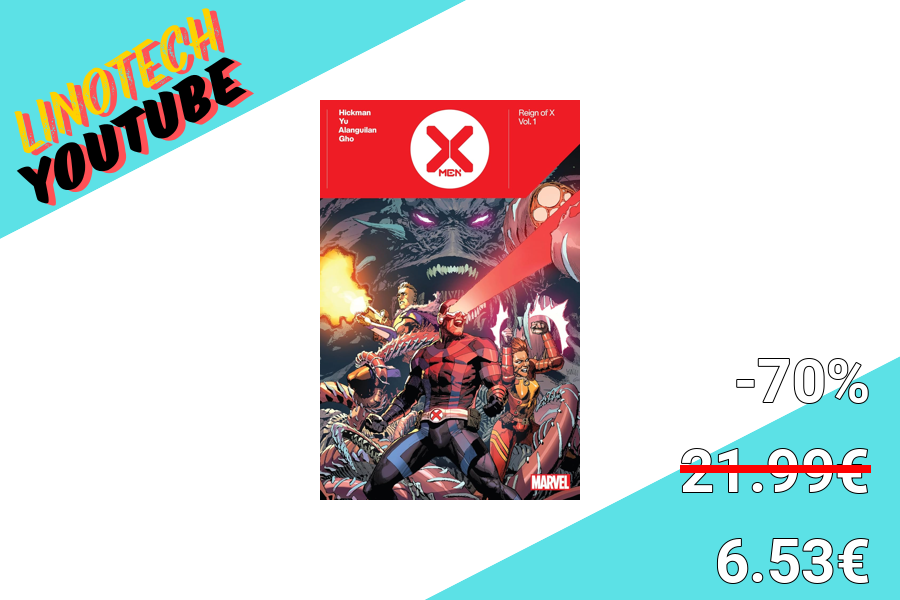 LINOTECH
YOUTUBE
Hickman
Yu
Alanguilan
Gho
X
MEN
Reign of X
Vol. 1
X
MARVEL
-70%
21.99€
6.53€